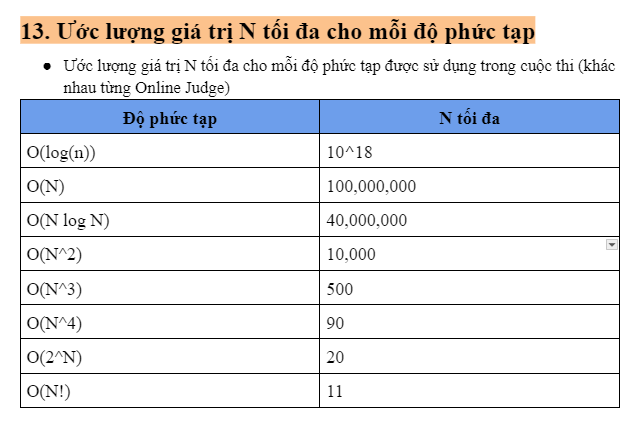 13. Ước lượng giá trị N tối đa cho mỗi độ phức tạp
● Ước lượng giá trị N tối đa cho mỗi độ phức tạp được sử dụng trong cuộc thi (khác
nhau từng Online Judge)
Độ phức tạp N tối đa
O(log(n)) 10^18
O(N) 100,000,000
O(N log N) 40,000,000
O(N^2) 10,000
O(N^3) 500
O(N^4) 90
O(2^N) 20
O(N!) 11